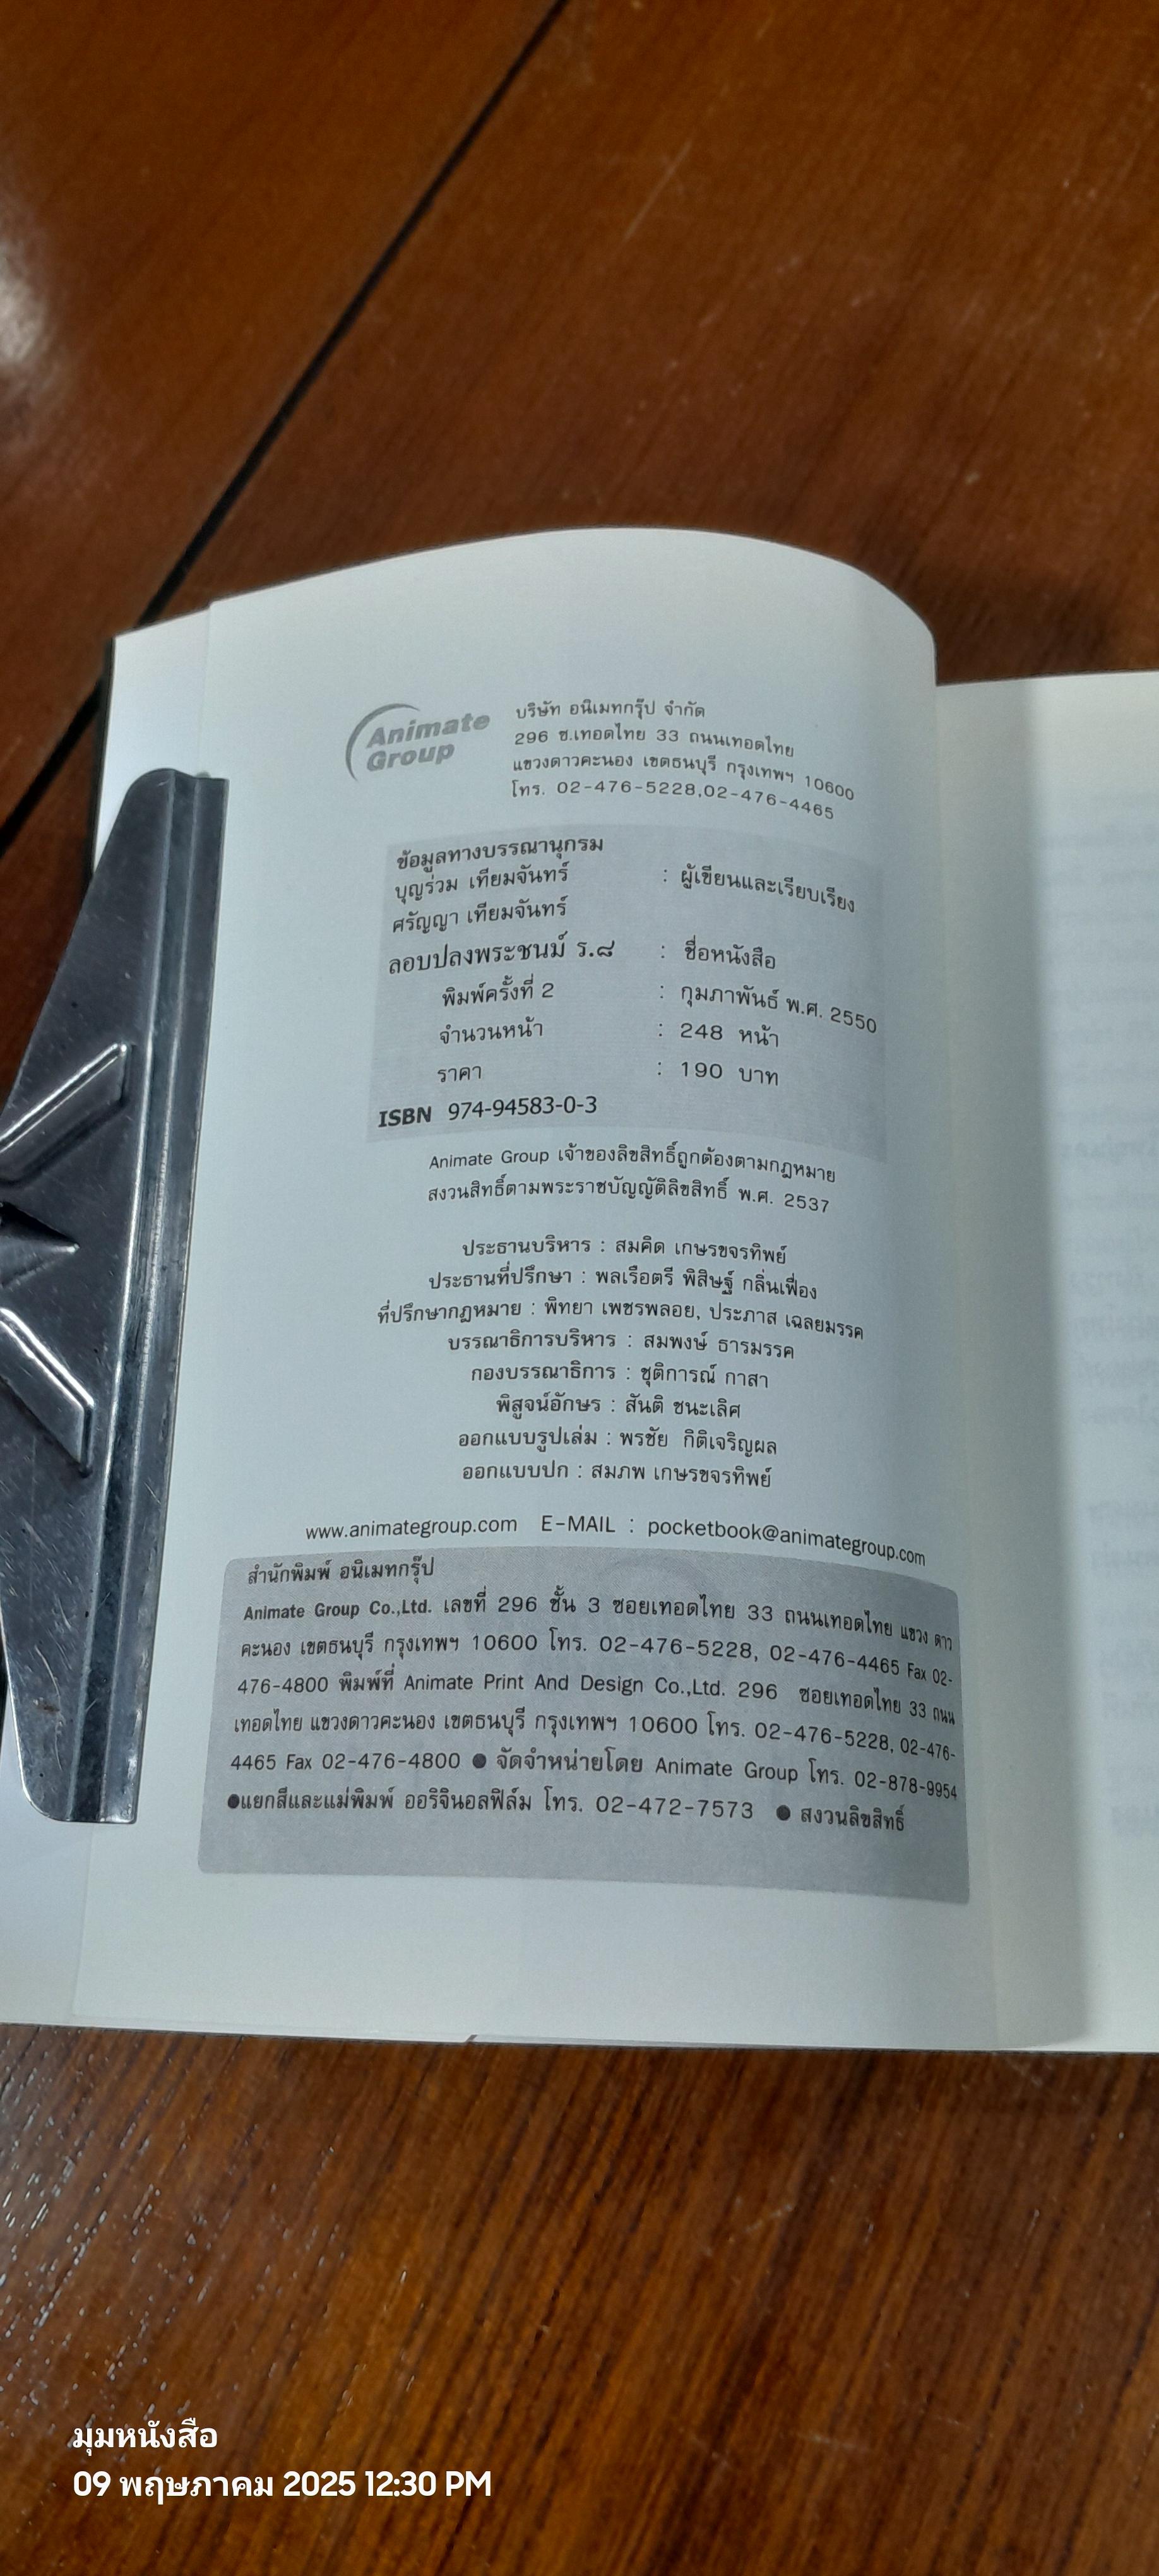 Animate
Group
บริษัท อนิเมทกรุ๊ป จำกัด
296 ซ.เทอดไทย 33 ถนนเทอดไทย
แขวงดาวคะนอง เขตธนบุรี กรุงเทพฯ 10600
โทร. 02-476-5228,02-476-4465
ข้อมูลทางบรรณานุกรม
บุญร่วม เทียมจันทร์ : ผู้เขียนและเรียบเรียง
ศรัญญา เทียมจันทร์
ลอบปลงพระชนม์ ร.๘ : ชื่อหนังสือ
พิมพ์ครั้งที่ 2 : กุมภาพันธ์ พ.ศ. 2550
จำนวนหน้า : 248 หน้า
ราคา : 190 บาท
ISBN 974-94583-0-3
Animate Group เจ้าของลิขสิทธิ์ถูกต้องตามกฎหมาย
สงวนสิทธิ์ตามพระราชบัญญัติลิขสิทธิ์ พ.ศ. 2537
ประธานบริหาร : สมคิด เกษรขจรทิพย์
ประธานที่ปรึกษา : พลเรือตรี พิสิษฐ์ กลิ่นเฟื่อง
ที่ปรึกษากฎหมาย : พิทยา เพชรพลอย, ประภาส เฉลยมรรค
บรรณาธิการบริหาร : สมพงษ์ ธารมรรค
กองบรรณาธิการ : ชุติการณ์ กาสา
พิสูจน์อักษร : สันติ ชนะเลิศ
ออกแบบรูปเล่ม : พรชัย กิติเจริญผล
ออกแบบปก : สมภพ เกษรขจรทิพย์
www.animategroup.com E-MAIL : pocketbook@animategroup.com
สำนักพิมพ์ อนิเมทกรุ๊ป
Animate Group Co.,Ltd. เลขที่ 296 ชั้น 3 ซอยเทอดไทย 33 ถนนเทอดไทย แขวง ดาว
คะนอง เขตธนบุรี กรุงเทพฯ 10600 โทร. 02-476-5228, 02-476-4465 Fax 02-
476-4800 พิมพ์ที่ Animate Print And Design Co.,Ltd. 296 ซอยเทอดไทย 33 ถนน
เทอดไทย แขวงดาวคะนอง เขตธนบุรี กรุงเทพฯ 10600 โทร. 02-476-5228, 02-476-
4465 Fax 02-476-4800 ● จัดจำหน่ายโดย Animate Group โทร. 02-878-9954
●แยกสีและแม่พิมพ์ ออริจินอลฟิล์ม โทร. 02-472-7573 ● สงวนลิขสิทธิ์
มุมหนังสือ
09 พฤษภาคม 2025 12:30 PM